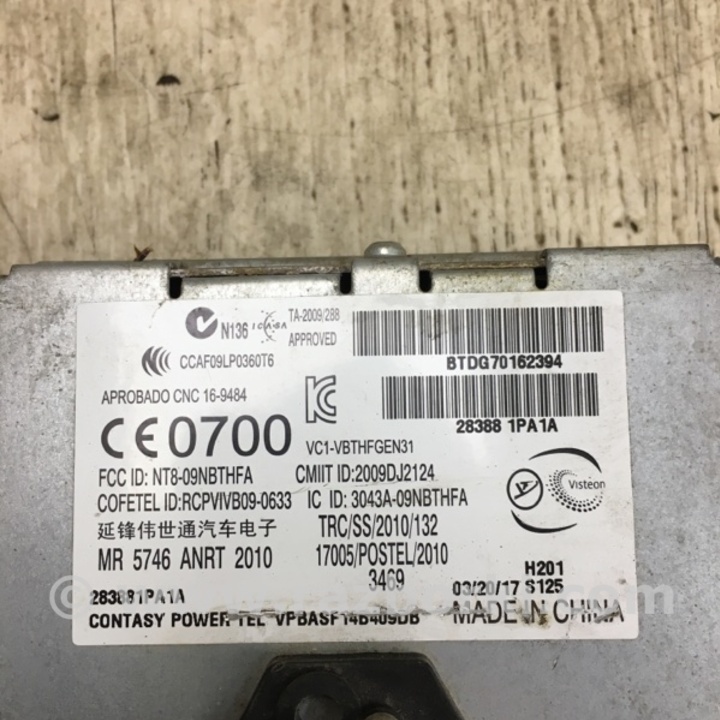 N136 ICASA TA-2009/288 APPROVED
CCAF09LP0360T6
BTDG70162394
APROBADO CNC 16-9484
28388 1PA1A
CE0700 VC1-VBTHFGEN31
FCC ID: NT8-09NBTHFA CMIIT ID:2009DJ2124
COFETEL ID:RCPVIVB09-0633 IC ID: 3043A-09NBTHFA
Visteon
延锋伟世通汽车电子 TRC/SS/2010/132
MR 5746 ANRT 2010 17005/POSTEL/2010
3469
H201
03/20/17 S125
283881PA1A
CONTASY POWER TEL VPBASF14B409DB MADE IN CHINA